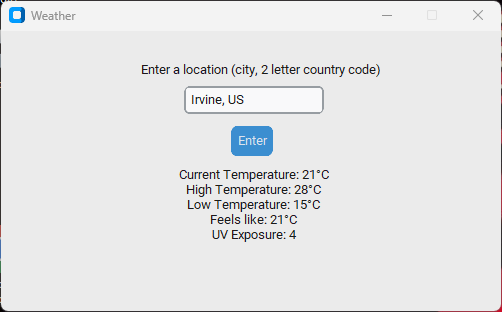 Weather
Enter a location (city, 2 letter country code)
Irvine, US
Enter
Current Temperature: 21°C
High Temperature: 28°C
Low Temperature: 15°C
Feels like: 21°C
UV Exposure: 4